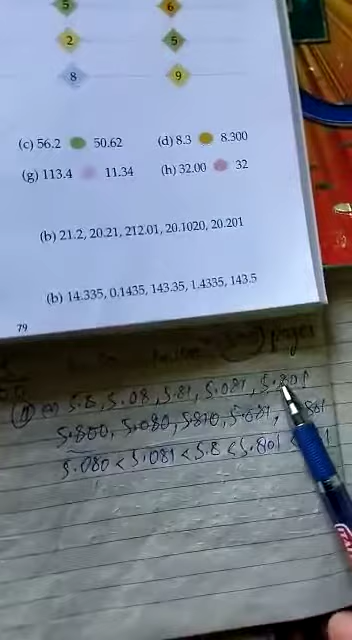 5 6
2 5
8 9
(c) 56.2 50.62 (d) 8.3 8.300
(g) 113.4 11.34 (h) 32.00 32
(b) 21.2, 20.21, 212.01, 20.1020, 20.201
(b) 14.335, 0.1435, 143.35, 1.4335, 143.5
79
pages
(a) 5.8, 5.08, 5.81, 5.081, 5.801
5.800, 5.080, 5.810, 5.081, 801
5.080 < 5.081 < 5.8 < 5.801 <